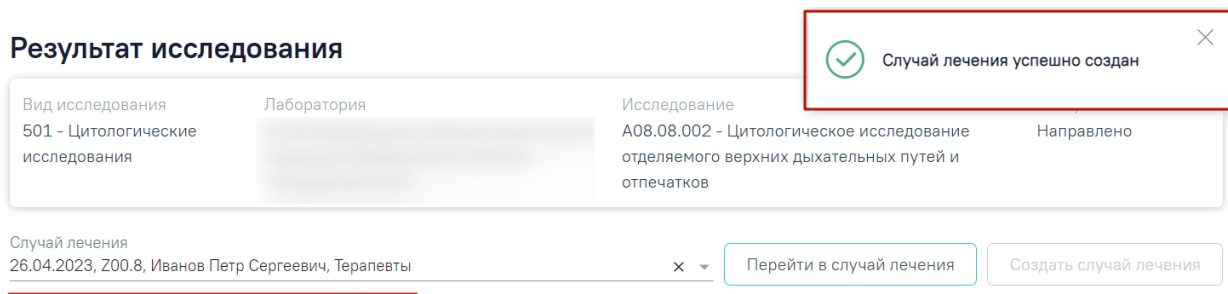 Результат исследования
Случай лечения успешно создан
Вид исследования
501 - Цитологические
исследования
Лаборатория
Исследование
A08.08.002 - Цитологическое исследование
отделяемого верхних дыхательных путей и
отпечатков
Направлено
Случай лечения
26.04.2023, Z00.8, Иванов Петр Сергеевич, Терапевты
Перейти в случай лечения
Создать случай лечения